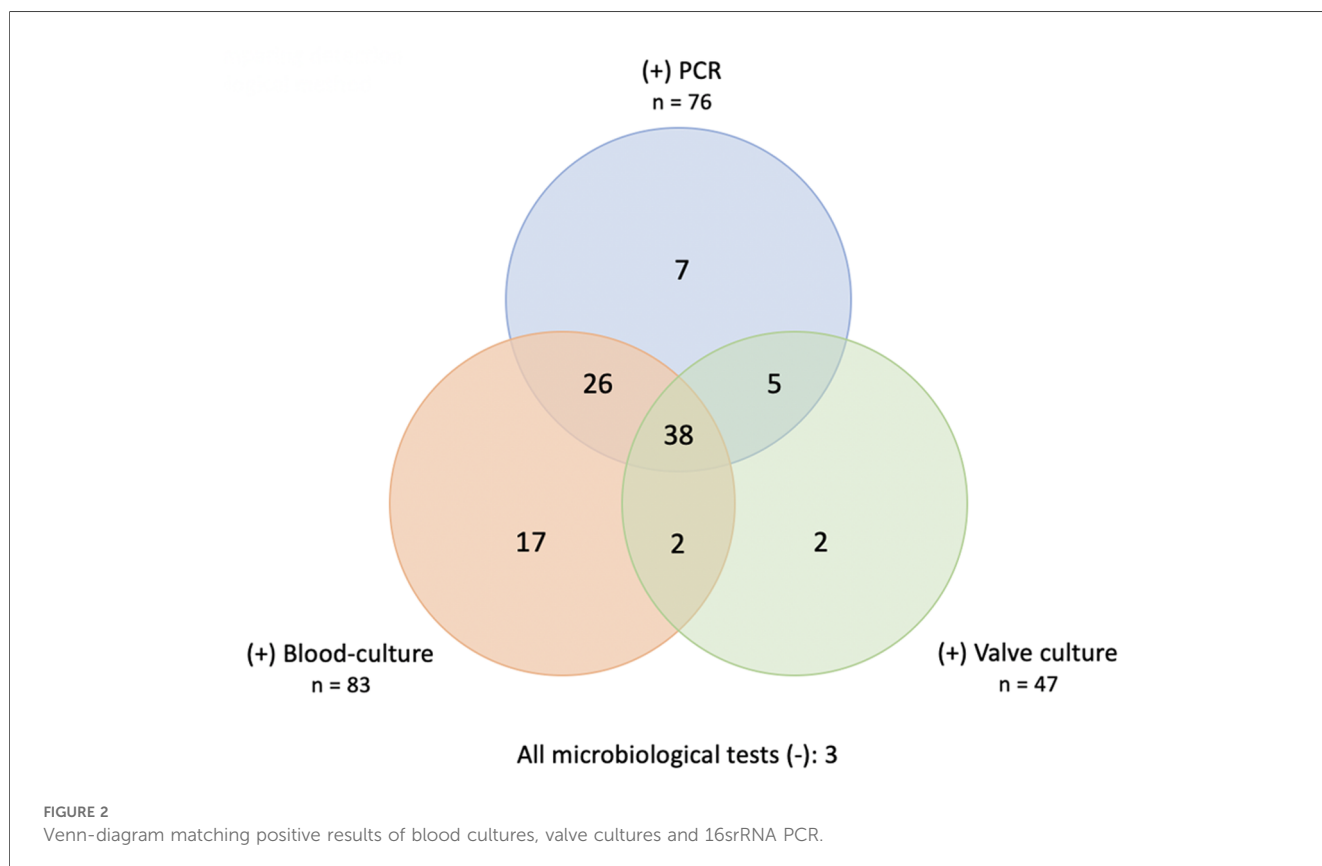 (+) PCR
n = 76
7
26
5
38
17
2
2
(+) Blood-culture
n = 83
(+) Valve culture
n = 47
All microbiological tests (-): 3
FIGURE 2
Venn-diagram matching positive results of blood cultures, valve cultures and 16srRNA PCR.